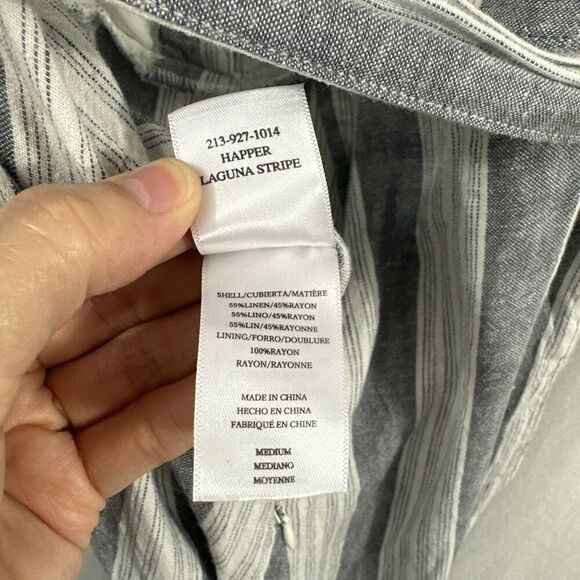 213-927-1014
HAPPER
LAGUNA STRIPE
SHELL/CUBIERTA/MATIÈRE
55%LINEN/45%RAYON
55%LINO/45%RAYON
55%LIN/45%RAYONNE
LINING/FORRO/DOUBLURE
100%RAYON
RAYON/RAYONNE
MADE IN CHINA
HECHO EN CHINA
FABRIQUÉ EN CHINE
MEDIUM
MEDIANO
MOYENNE